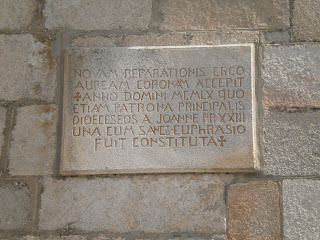 NOVAM REPARATIONIS ERGO
AUREAM CORONAM ACCEPIT
✠ANNO DOMINI MCMLX QUO
ETIAM PATRONA PRINCIPALIS
DIOECESEOS A JOANNE PP. XXIII
UNA CUM SANCT EUPHRASIO
FUIT CONSTITUTA✠